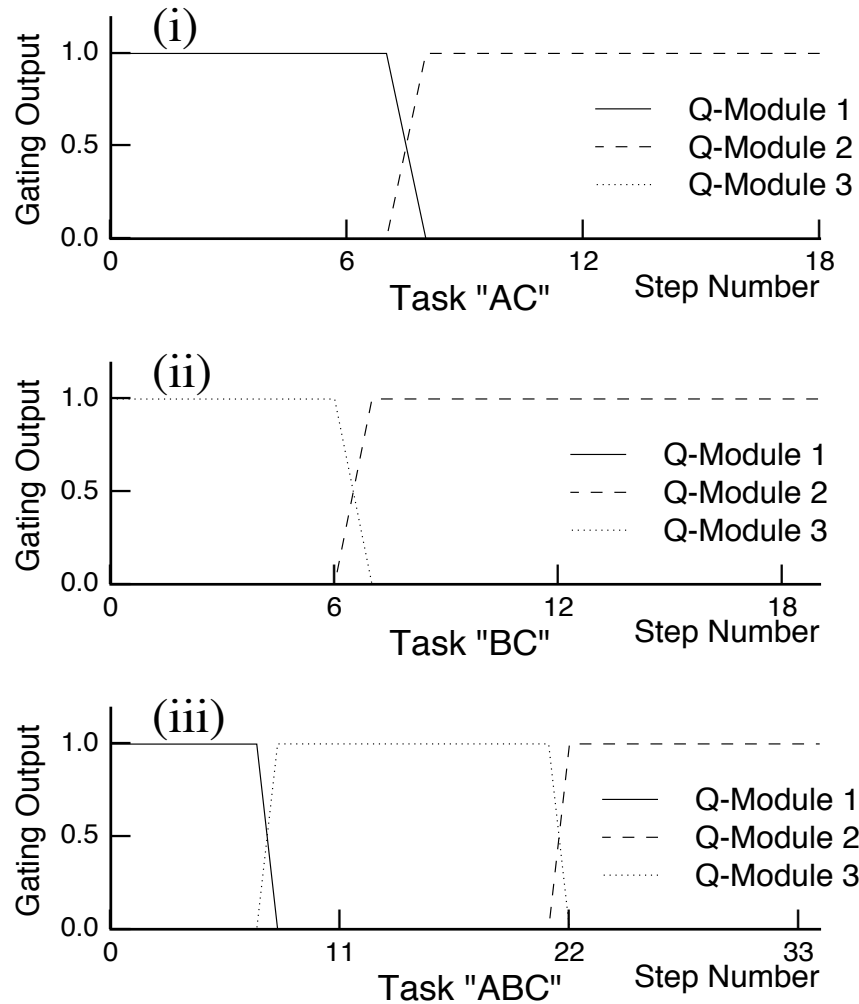 (i)
Gating Output
1.0
0.5
0.0
Q-Module 1
Q-Module 2
Q-Module 3
0 6 12 18
Task "AC" Step Number
(ii)
Gating Output
1.0
0.5
0.0
Q-Module 1
Q-Module 2
Q-Module 3
0 6 12 18
Task "BC" Step Number
(iii)
Gating Output
1.0
0.5
0.0
Q-Module 1
Q-Module 2
Q-Module 3
0 11 22 33
Task "ABC" Step Number